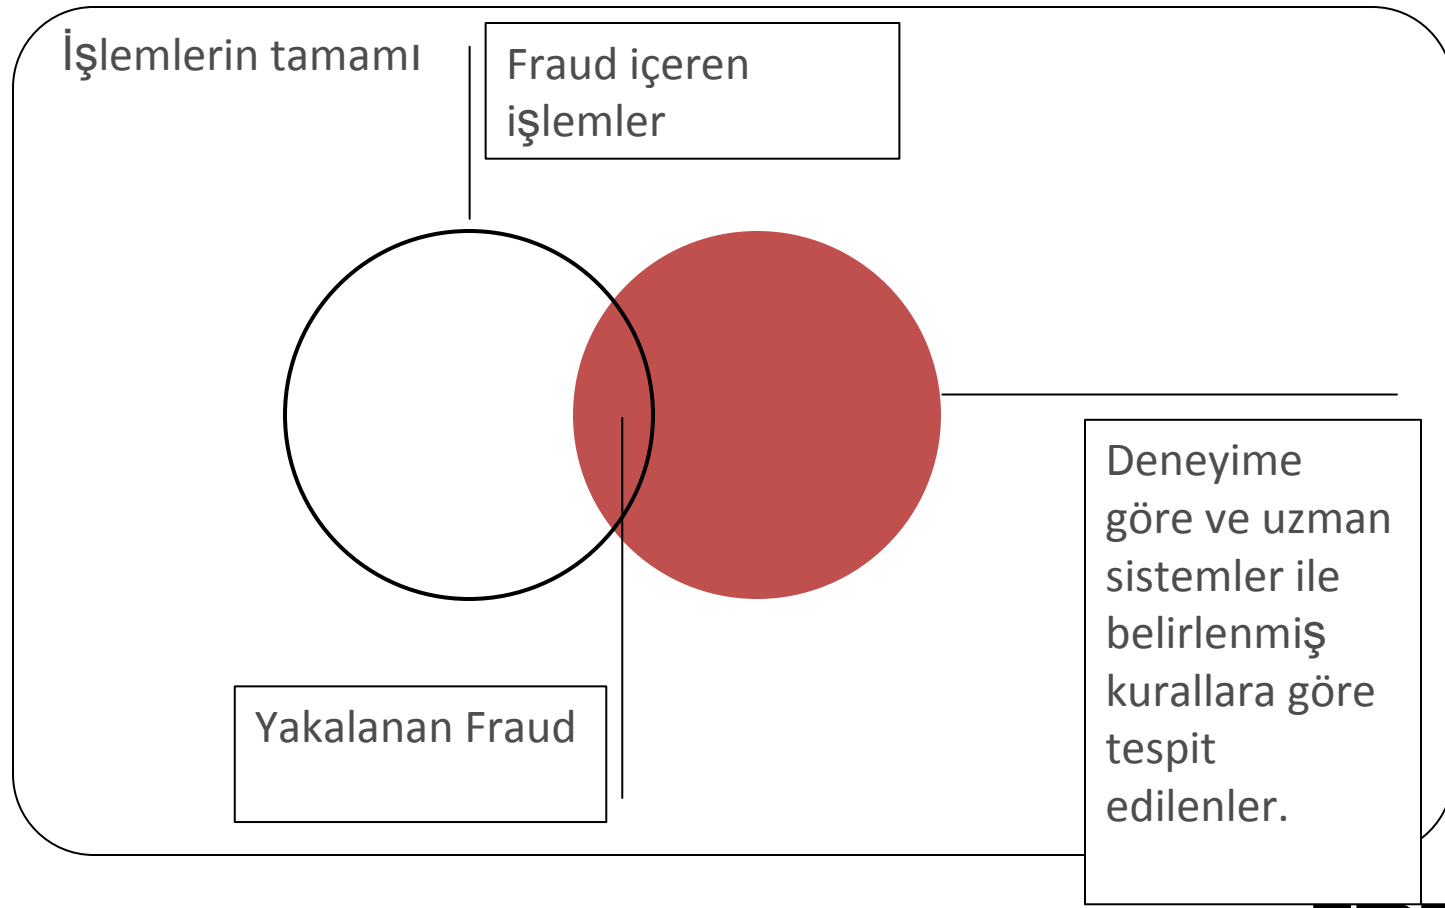 İşlemlerin tamamı
Fraud içeren
işlemler
Yakalanan Fraud
Deneyime
göre ve uzman
sistemler ile
belirlenmiş
kurallara göre
tespit
edilenler.